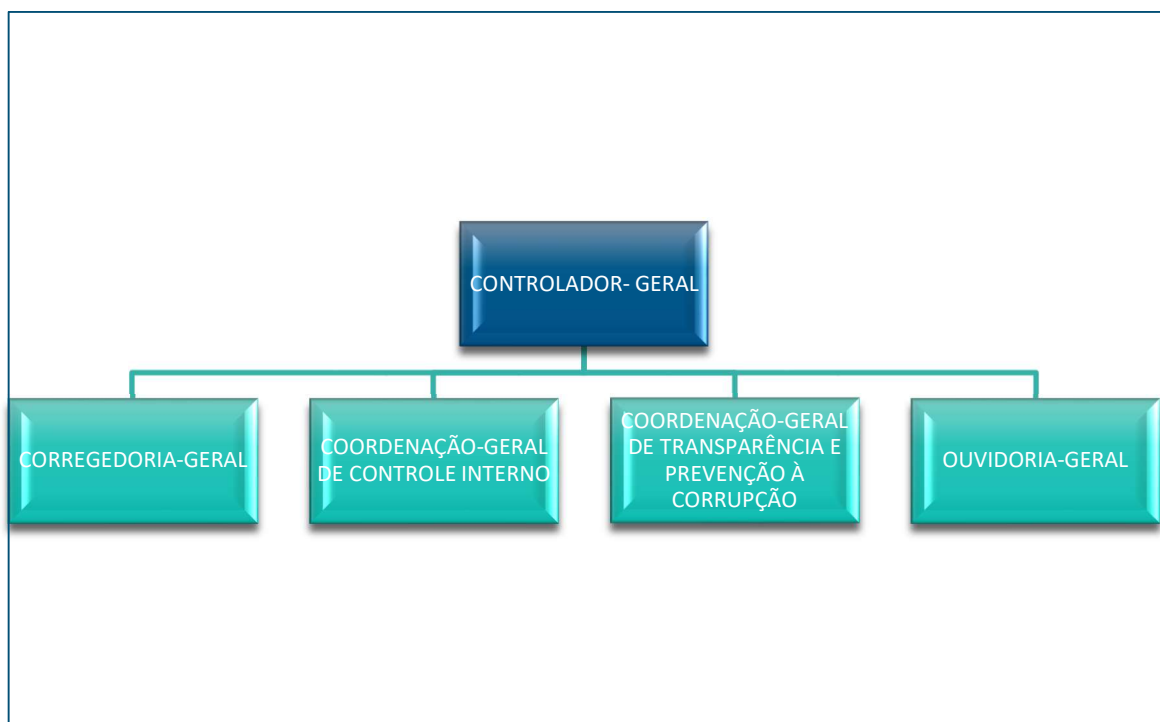 CONTROLADOR- GERAL
CORREGEDORIA-GERAL
COORDENAÇÃO-GERAL
DE CONTROLE INTERNO
COORDENAÇÃO-GERAL
DE TRANSPARÊNCIA E
PREVENÇÃO À
CORRUPÇÃO
OUVIDORIA-GERAL